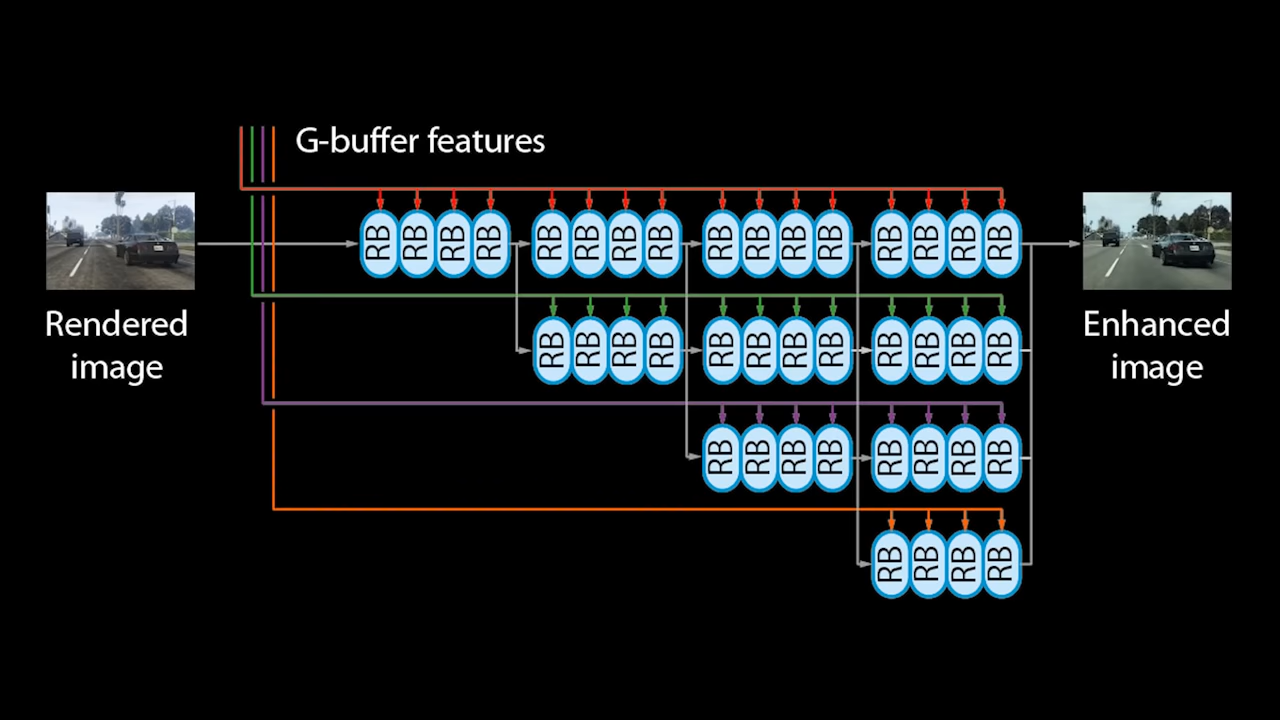 G-buffer features
RB RB RB RB RB RB RB RB RB RB RB RB RB RB RB RB
Rendered
image
Enhanced
image
RB RB RB RB RB RB RB RB RB RB RB RB
RB RB RB RB RB RB RB RB
RB RB RB RB